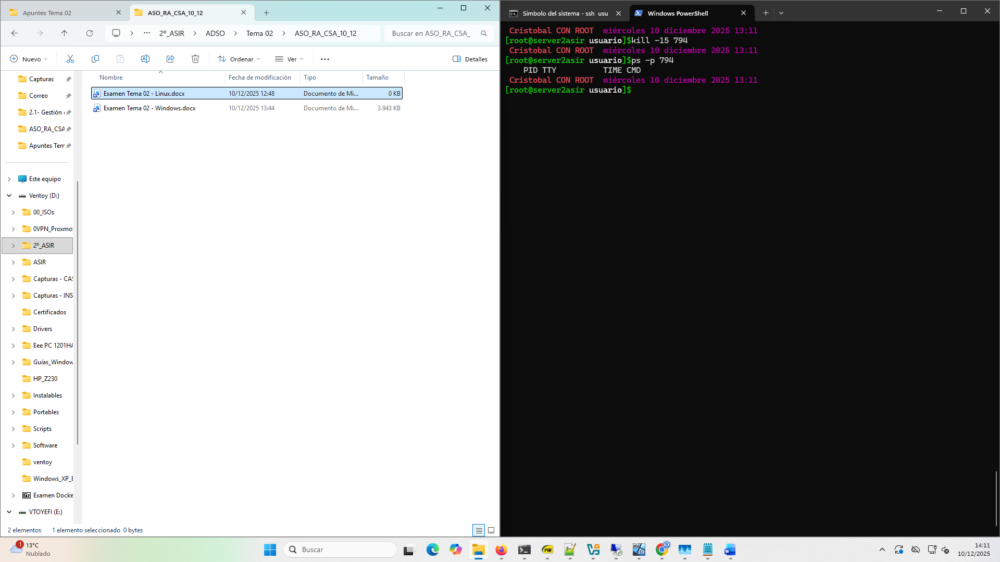 Apuntes Tema 02
ASO_RA_CSA_10_12
2º_ASIR
ADSO
Tema 02
ASO_RA_CSA_10_12
Buscar en ASO_RA_CSA_
Nuevo
Ordenar
Ver
Detalles
Capturas
Correo
2.1- Gestión
ASO_RA_CSA
Apuntes Tem
Este equipo
Ventoy (D:)
00_ISOs
0VPN_Proxmo
2º_ASIR
ASIR
Capturas - CA
Capturas - INS
Certificados
Drivers
Eee PC 1201HA
Guías_Window
HP_Z230
Instalables
Portables
Scripts
Software
ventoy
Windows_XP_E
Examen Docke
VTOYEFI (E:)
Nombre
Fecha de modificación
Tipo
Tamaño
Examen Tema 02 - Linux.docx 10/12/2025 12:48 Documento de Mi... 0 KB
Examen Tema 02 - Windows.docx 10/12/2025 13:44 Documento de Mi... 3.943 KB
2 elementos
1 elemento seleccionado 0 bytes
Símbolo del sistema - ssh usu
Windows PowerShell
Cristobal CON ROOT miércoles 10 diciembre 2025 13:11
[root@server2asir usuario]$kill -15 794
Cristobal CON ROOT miércoles 10 diciembre 2025 13:11
[root@server2asir usuario]$ps -p 794
PID TTY TIME CMD
Cristobal CON ROOT miércoles 10 diciembre 2025 13:11
[root@server2asir usuario]$
1
13°C
Nublado
Buscar
PDF
x64
10
14:11
10/12/2025